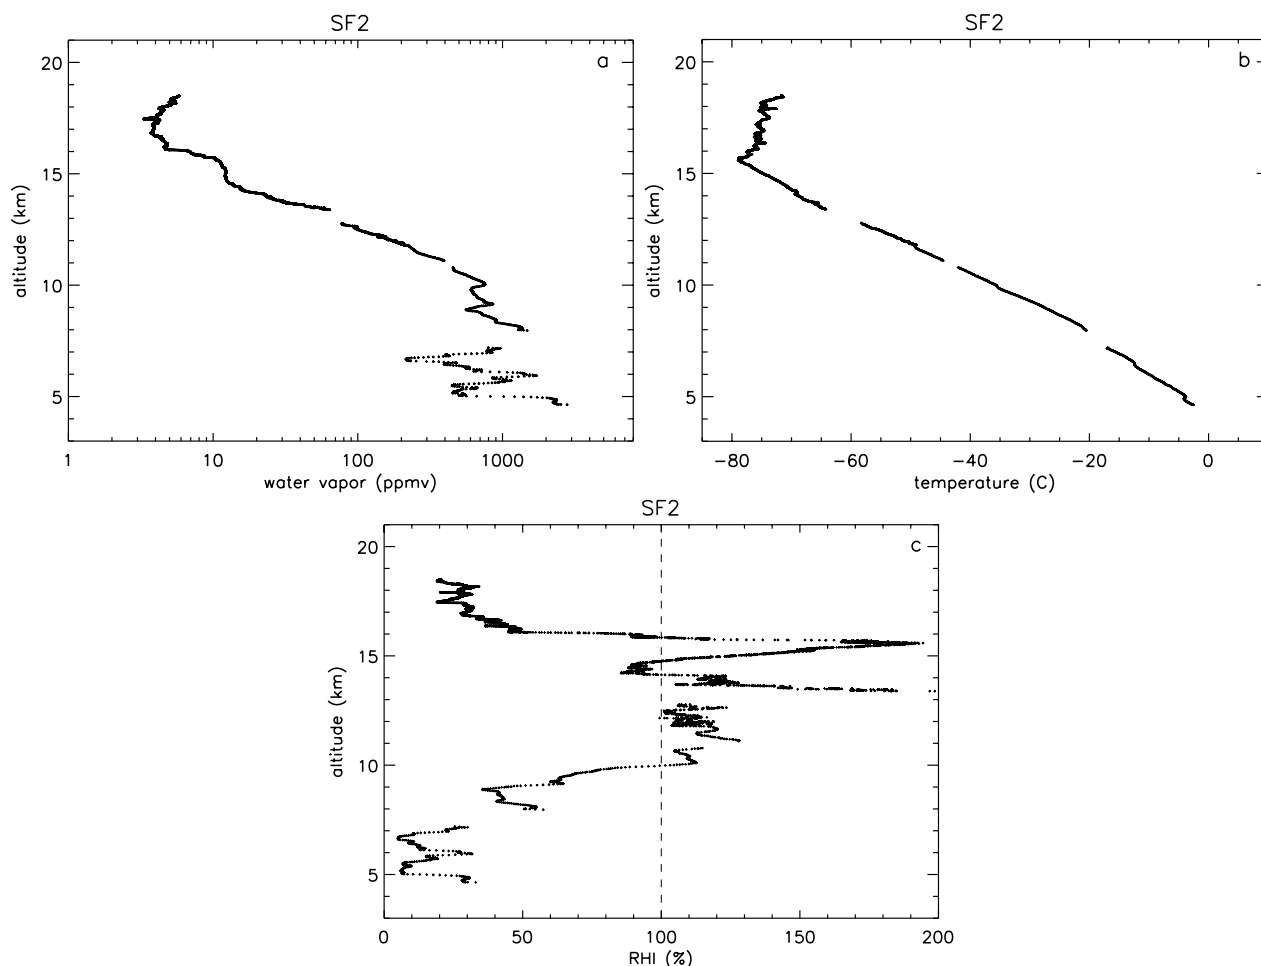 SF2
a
20
15
10
5
altitude (km)
1 10 100 1000
water vapor (ppmv)
SF2
b
20
15
10
5
altitude (km)
−80 −60 −40 −20 0
temperature (C)
SF2
c
20
15
10
5
altitude (km)
0 50 100 150 200
RHI (%)